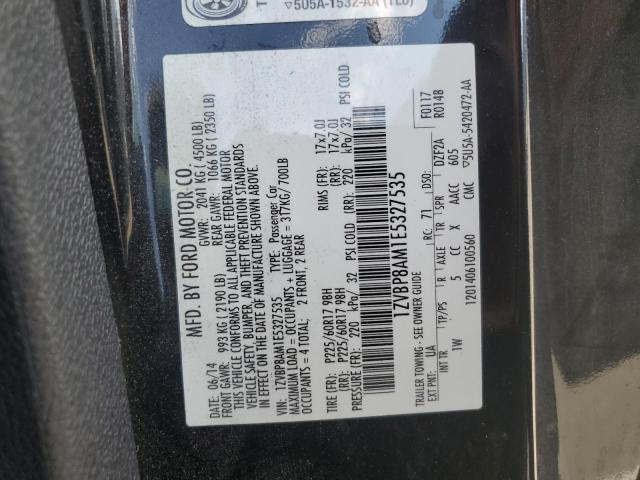 ▽5U5A-1532-AA (TLU)
MFD. BY FORD MOTOR CO.
DATE: 06/14 GVWR: 2041 KG / 4500 LB)
FRONT GAWR: 993 KG ( 2190 LB) REAR GAWR: 1066 KG ( 2350 LB)
THIS VEHICLE CONFORMS TO ALL APPLICABLE FEDERAL MOTOR
VEHICLE SAFETY, BUMPER, AND THEFT PREVENTION STANDARDS
IN EFFECT ON THE DATE OF MANUFACTURE SHOWN ABOVE.
VIN: 1ZVBP8AM1E5327535 TYPE: Passenger Car
MAXIMUM LOAD = OCCUPANTS + LUGGAGE = 317KG/ 700LB
OCCUPANTS = 4 TOTAL; 2 FRONT, 2 REAR
TIRE (FR): P225/60R17 98H RIMS (FR): 17x7.0J
(RR): P225/60R17 98H (RR): 17x7.0J
PRESSURE (FR): 220 kPa/ 32 PSI COLD (RR): 220 kPa/ 32 PSI COLD
1ZVBP8AM1E5327535
TRAILER TOWING - SEE OWNER GUIDE F0117
EXT PNT: UA RC: 71 DSO: R0148
INT TR TP/PS R AXLE TR SPR DZF2A
1W 5 CC X AACC 605
1201406100560 CMC ▽5U5A-5420472-AA